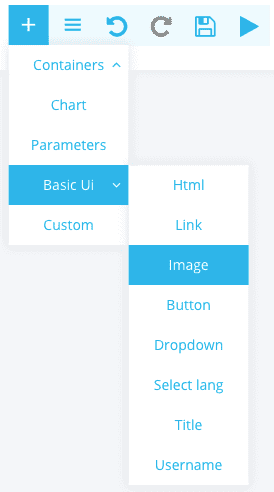 Containers
Chart
Parameters
Basic Ui
Custom
Html
Link
Image
Button
Dropdown
Select lang
Title
Username